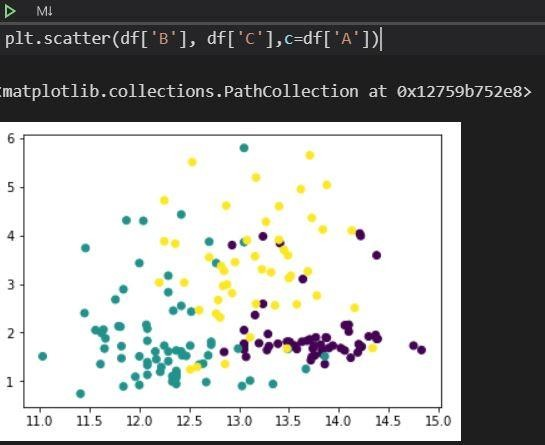 M↓
plt.scatter(df['B'], df['C'],c=df['A'])
<matplotlib.collections.PathCollection at 0x12759b752e8>
6
5
4
3
2
1
11.0 11.5 12.0 12.5 13.0 13.5 14.0 14.5 15.0